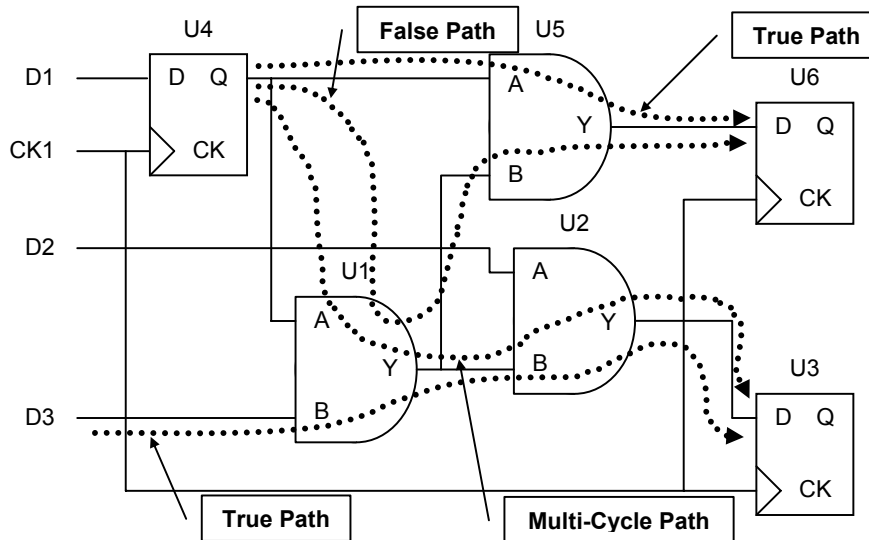 U4
False Path
U5
True Path
U6
D1
D Q
A
Y
D Q
CK1
CK
B
CK
D2
U2
U1
A
Y
A
Y
B
U3
D3
B
D Q
CK
True Path
Multi-Cycle Path